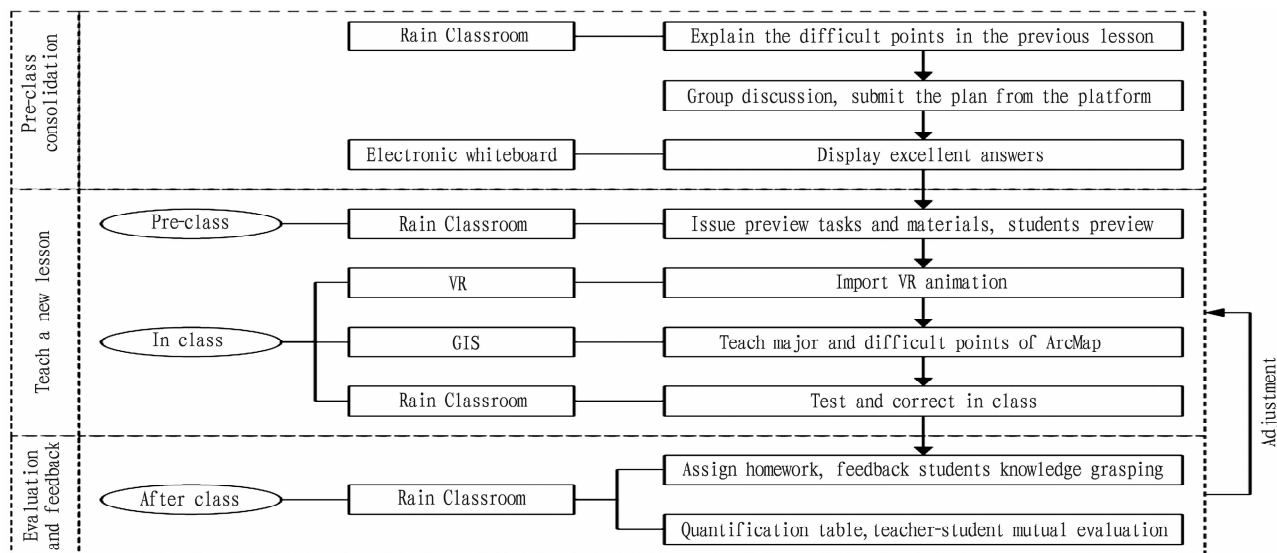 Pre-class
consolidation
Rain Classroom
Explain the difficult points in the previous lesson
Group discussion, submit the plan from the platform
Electronic whiteboard
Display excellent answers
Teach a new lesson
Pre-class
Rain Classroom
Issue preview tasks and materials, students preview
VR
Import VR animation
In class
GIS
Teach major and difficult points of ArcMap
Rain Classroom
Test and correct in class
Adjustment
Evaluation
and feedback
After class
Rain Classroom
Assign homework, feedback students knowledge grasping
Quantification table, teacher-student mutual evaluation